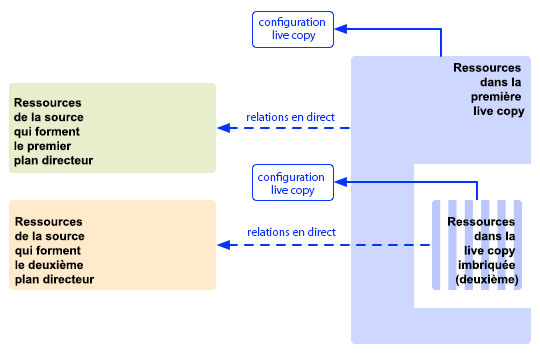 configuration
live copy
Ressources
dans la
première
live copy
Ressources
de la source
qui forment
le premier
plan directeur
relations en direct
configuration
live copy
Ressources
de la source
qui forment
le deuxième
plan directeur
relations en direct
Ressources
dans la
live copy
imbriquée
(deuxième)